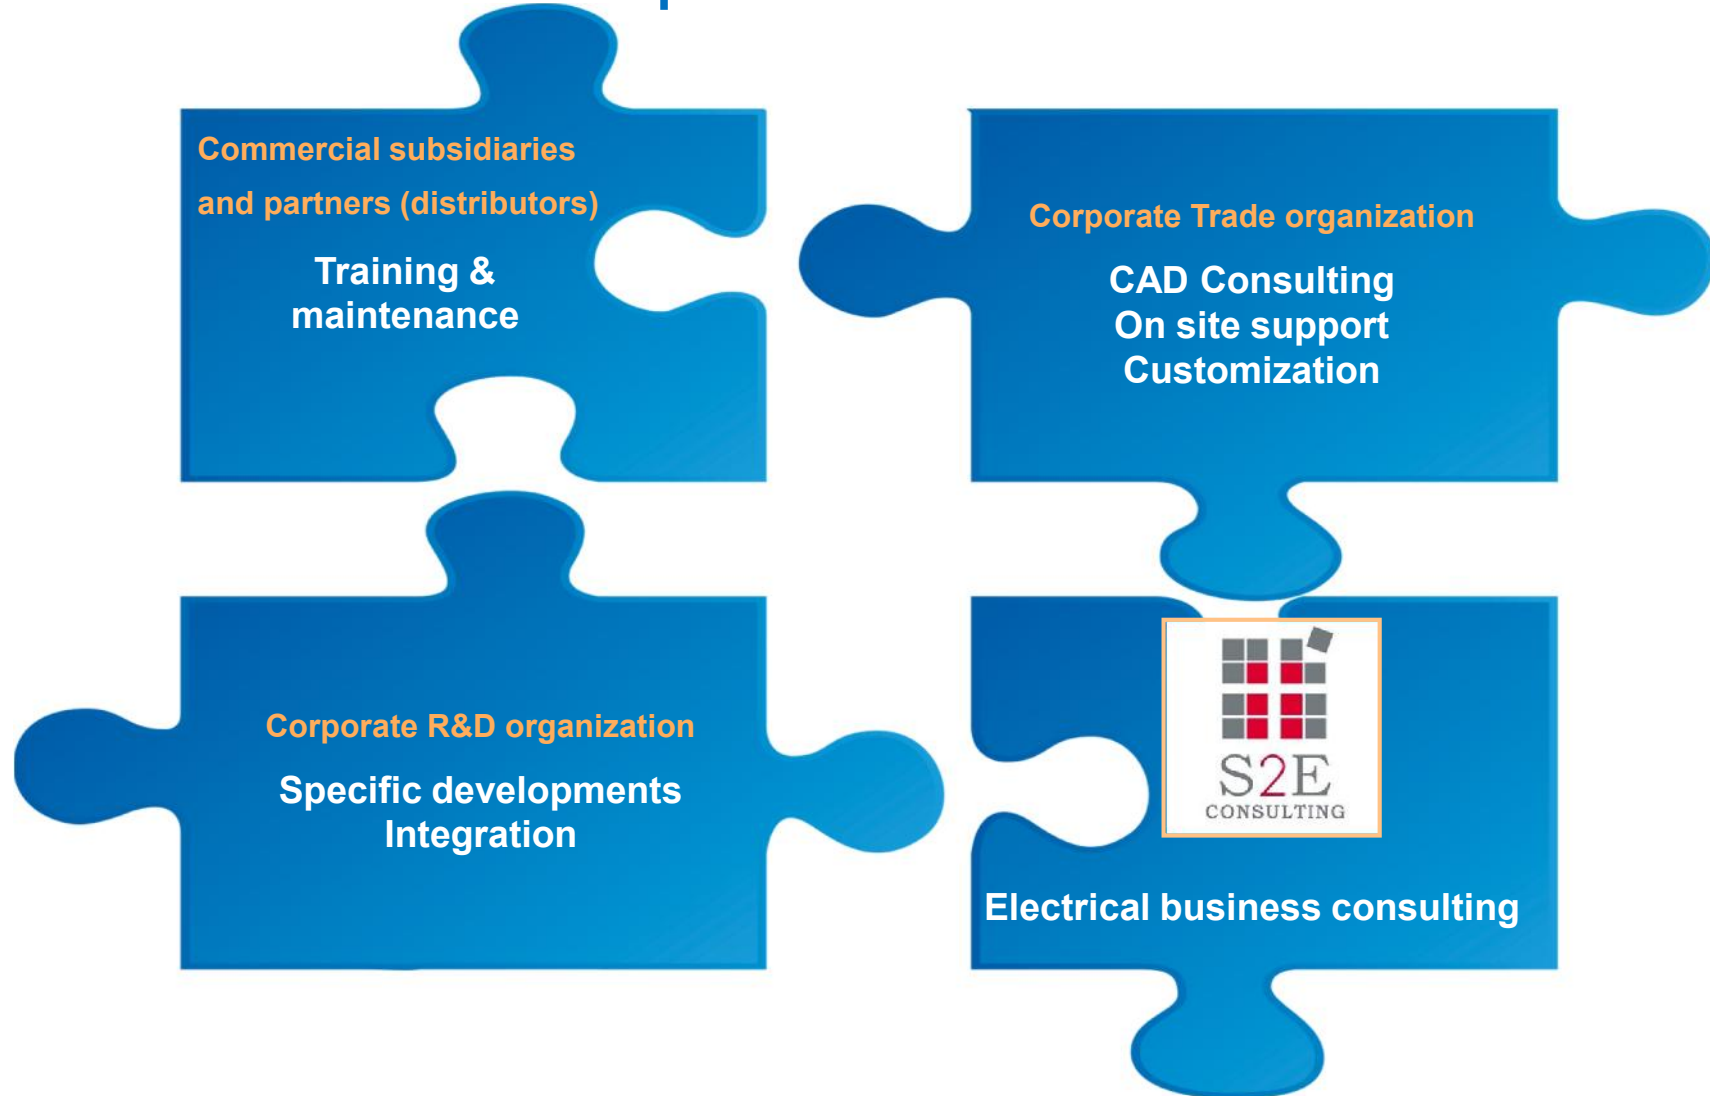 Commercial subsidiaries
and partners (distributors)
Training &
maintenance
Corporate Trade organization
CAD Consulting
On site support
Customization
Corporate R&D organization
Specific developments
Integration
S2E
CONSULTING
Electrical business consulting